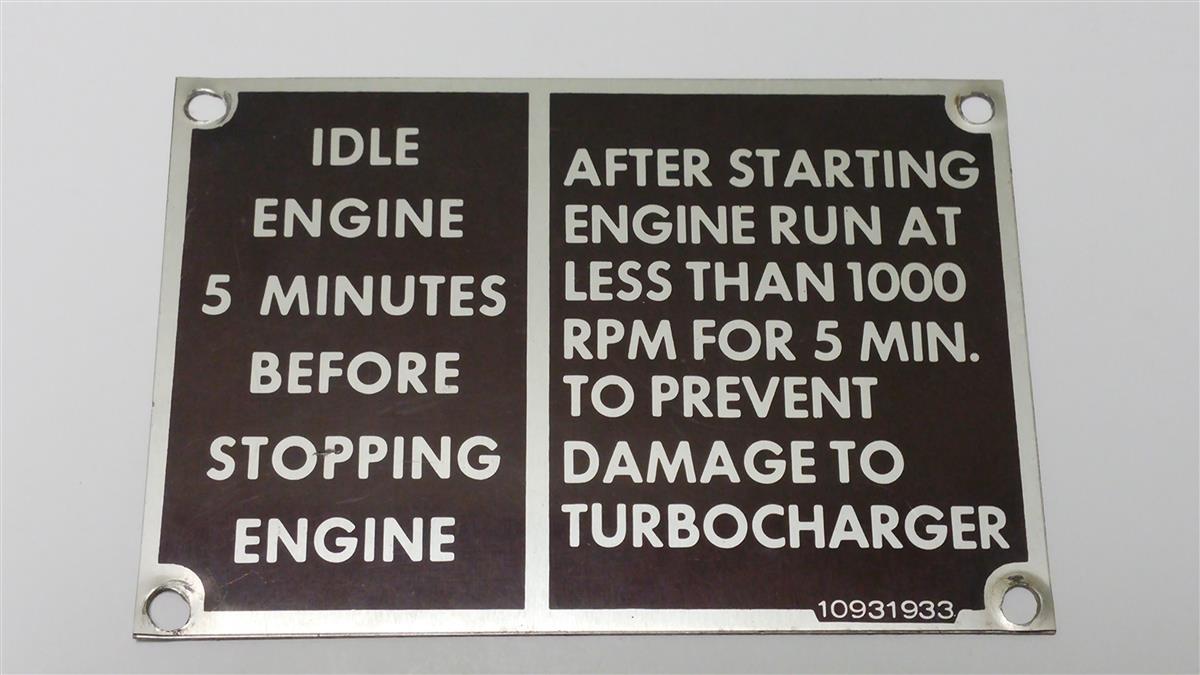 IDLE
ENGINE
5 MINUTES
BEFORE
STOPPING
ENGINE
AFTER STARTING
ENGINE RUN AT
LESS THAN 1000
RPM FOR 5 MIN.
TO PREVENT
DAMAGE TO
TURBOCHARGER
10931933